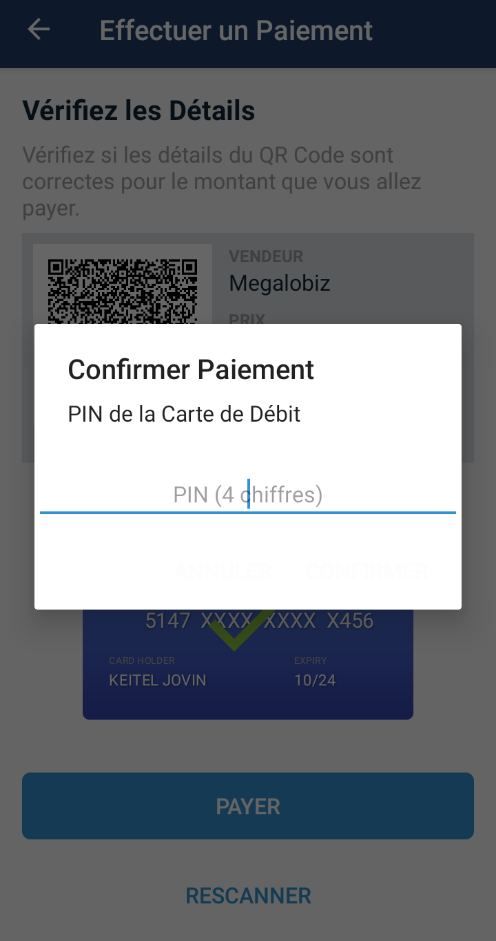 Effectuer un Paiement
Vérifiez les Détails
Vérifiez si les détails du QR Code sont
correctes pour le montant que vous allez
payer.
VENDEUR
Megalobiz
PRIX
Confirmer Paiement
PIN de la Carte de Débit
PIN (4 chiffres)
ANNULER CONFIRMER
5147 XXXX XXXX X456
CARD HOLDER EXPIRY
KEITEL JOVIN 10/24
PAYER
RESCANNER